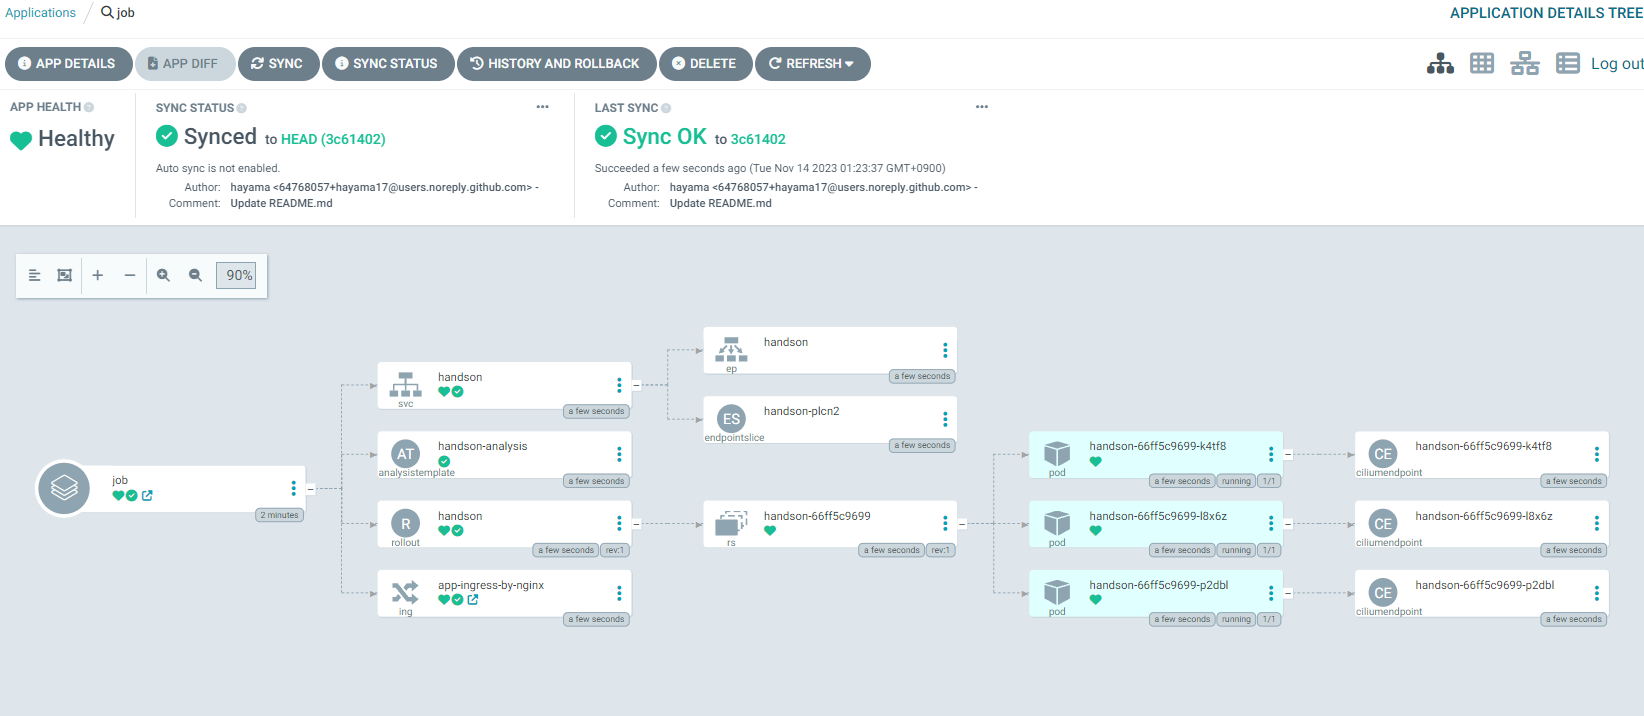 Applications / job
APPLICATION DETAILS TREE
APP DETAILS
APP DIFF
SYNC
SYNC STATUS
HISTORY AND ROLLBACK
DELETE
REFRESH
Log out
APP HEALTH
Healthy
SYNC STATUS
Synced to HEAD (3c61402)
Auto sync is not enabled.
Author: hayama <64768057+hayama17@users.noreply.github.com> -
Comment: Update README.md
LAST SYNC
Sync OK to 3c61402
Succeeded a few seconds ago (Tue Nov 14 2023 01:23:37 GMT+0900)
Author: hayama <64768057+hayama17@users.noreply.github.com> -
Comment: Update README.md
90%
job
2 minutes
handson
svc
a few seconds
AT
handson-analysis
analysistemplate
a few seconds
R
handson
rollout
a few seconds
rev:1
app-ingress-by-nginx
ing
a few seconds
handson
ep
a few seconds
ES
handson-plcn2
endpointslice
a few seconds
handson-66ff5c9699
rs
a few seconds
rev:1
handson-66ff5c9699-k4tf8
pod
a few seconds
running
1/1
handson-66ff5c9699-l8x6z
pod
a few seconds
running
1/1
handson-66ff5c9699-p2dbl
pod
a few seconds
running
1/1
CE
handson-66ff5c9699-k4tf8
ciliumendpoint
a few seconds
CE
handson-66ff5c9699-l8x6z
ciliumendpoint
a few seconds
CE
handson-66ff5c9699-p2dbl
ciliumendpoint
a few seconds